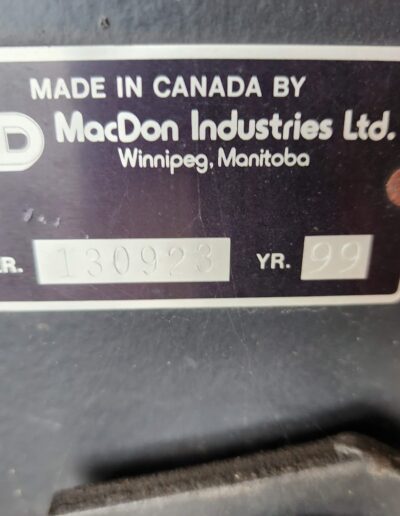 MADE IN CANADA BY
D MacDon Industries Ltd.
Winnipeg, Manitoba
R. 130923 YR. 99